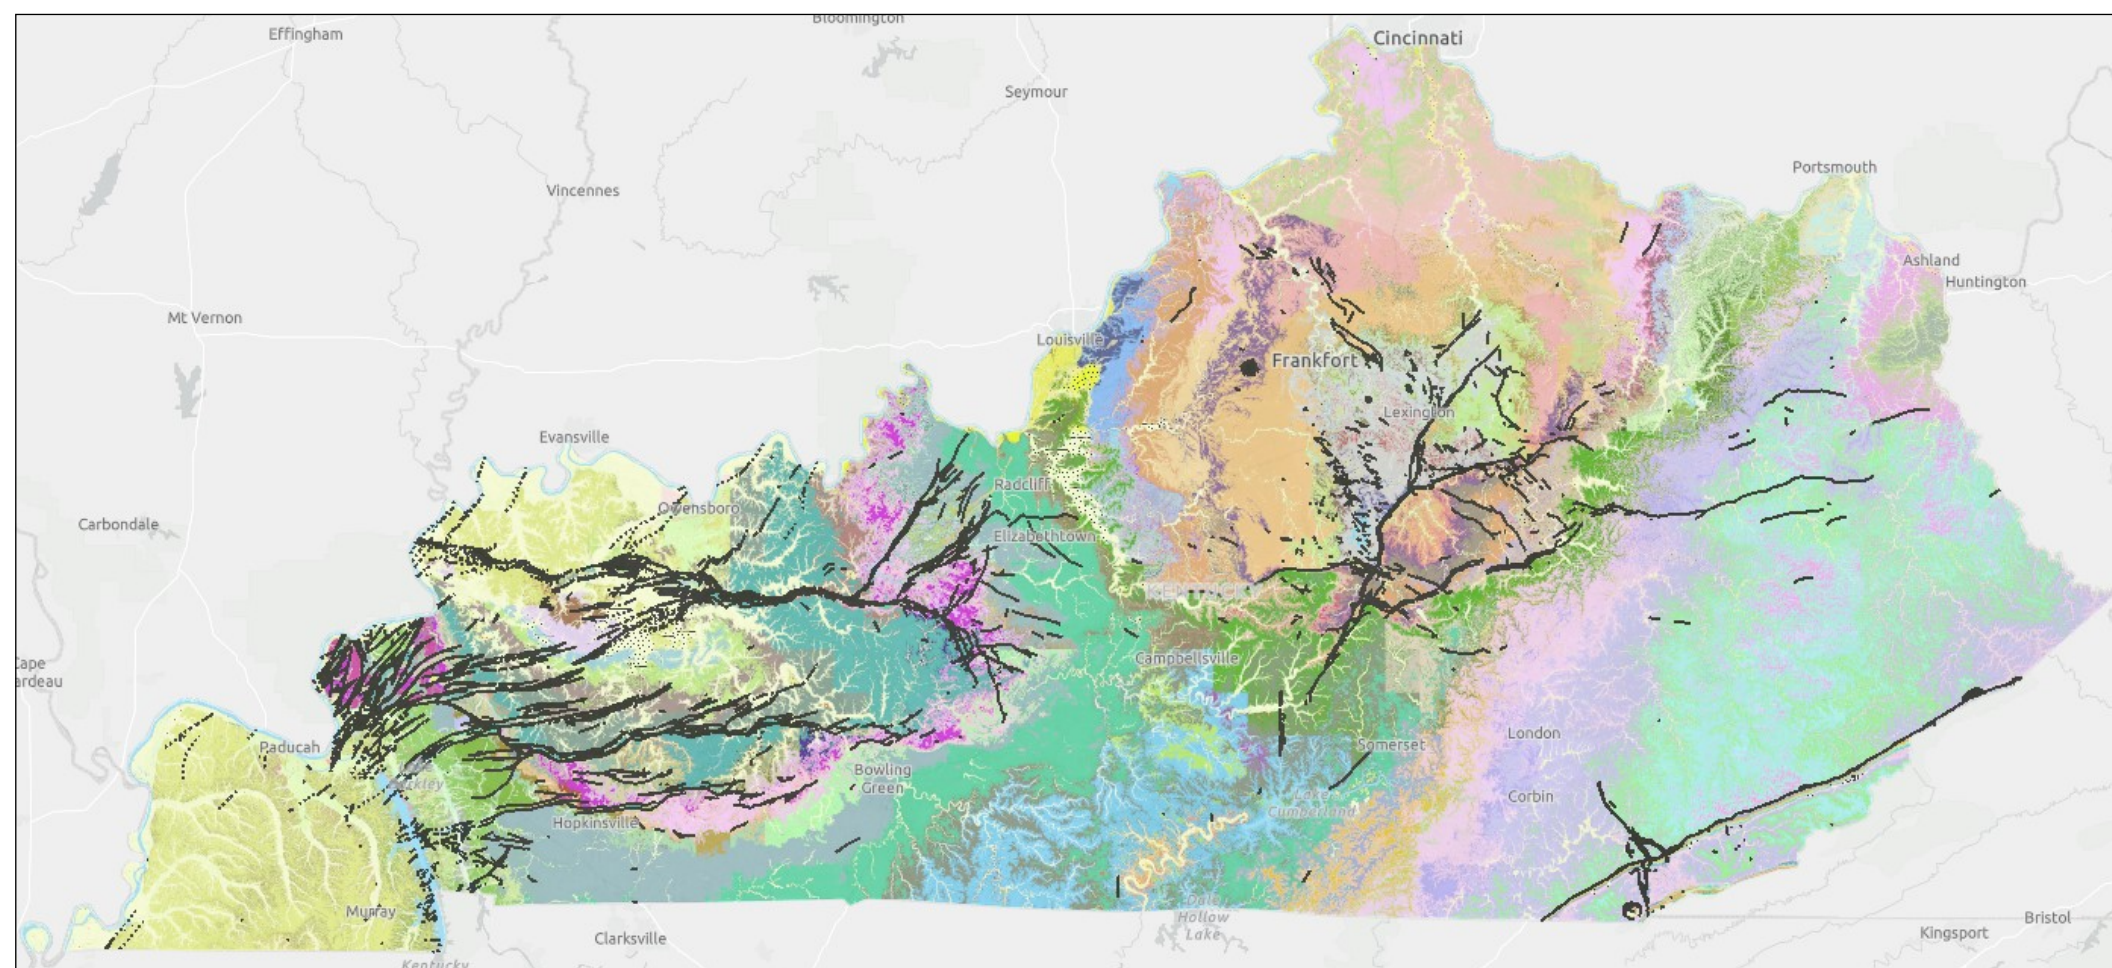 Bloomington
Effingham
Cincinnati
Seymour
Portsmouth
Vincennes
Ashland
Huntington
Mt Vernon
Louisville
Frankfort
Lexington
Evansville
Radcliff
Owensboro
Carbondale
Elizabethtown
KENTUCKY
Campbellsville
Cape
ardeau
London
Somerset
Paducah
Bowling
Green
Corbin
Lake
Cumberland
Hopkinsville
Murray
Dale
Hollow
Lake
Bristol
Kingsport
Clarksville
Kentucky